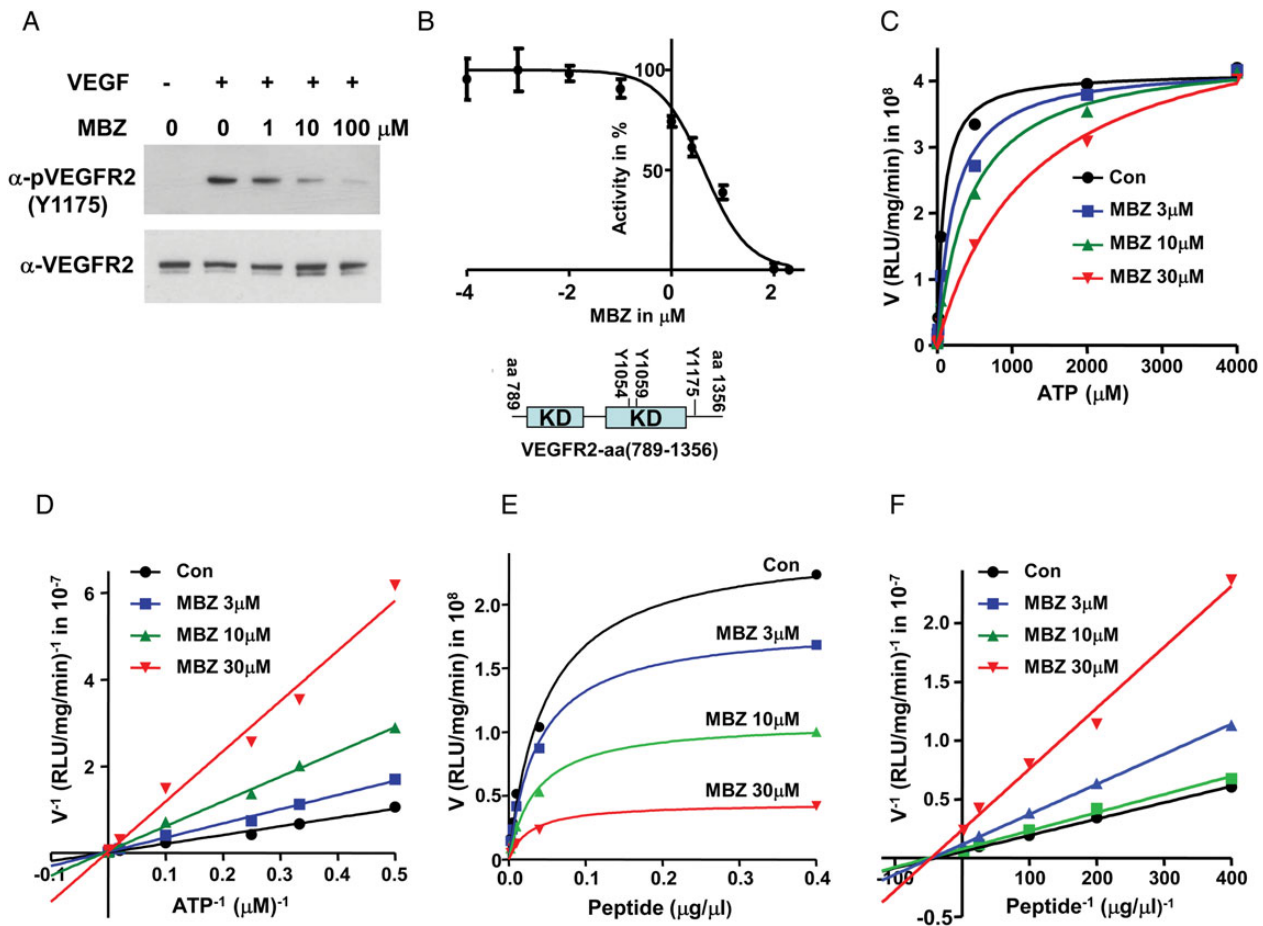 A
VEGF - + + + +
MBZ 0 0 1 10 100 μM
α-pVEGFR2
(Y1175)
α-VEGFR2
B
100
50
Activity in %
-4 -2 0 2
MBZ in μM
aa 789
Y1054
Y1059
Y1175
aa 1356
KD KD
VEGFR2-aa(789-1356)
C
V (RLU/mg/min) in 10⁸
4
3
2
1
0
Con
MBZ 3μM
MBZ 10μM
MBZ 30μM
0 1000 2000 3000 4000
ATP (μM)
D
V⁻¹ (RLU/mg/min)⁻¹ in 10⁻⁷
6
4
2
Con
MBZ 3μM
MBZ 10μM
MBZ 30μM
-0.1 0.1 0.2 0.3 0.4 0.5
ATP⁻¹ (μM)⁻¹
E
V (RLU/mg/min) in 10⁸
2.0
1.5
1.0
0.5
0
Con
MBZ 3μM
MBZ 10μM
MBZ 30μM
0.0 0.1 0.2 0.3 0.4
Peptide (μg/μl)
F
V⁻¹ (RLU/mg/min)⁻¹ in 10⁻⁷
2.0
1.5
1.0
0.5
-0.5
Con
MBZ 3μM
MBZ 10μM
MBZ 30μM
-100 100 200 300 400
Peptide⁻¹ (μg/μl)⁻¹